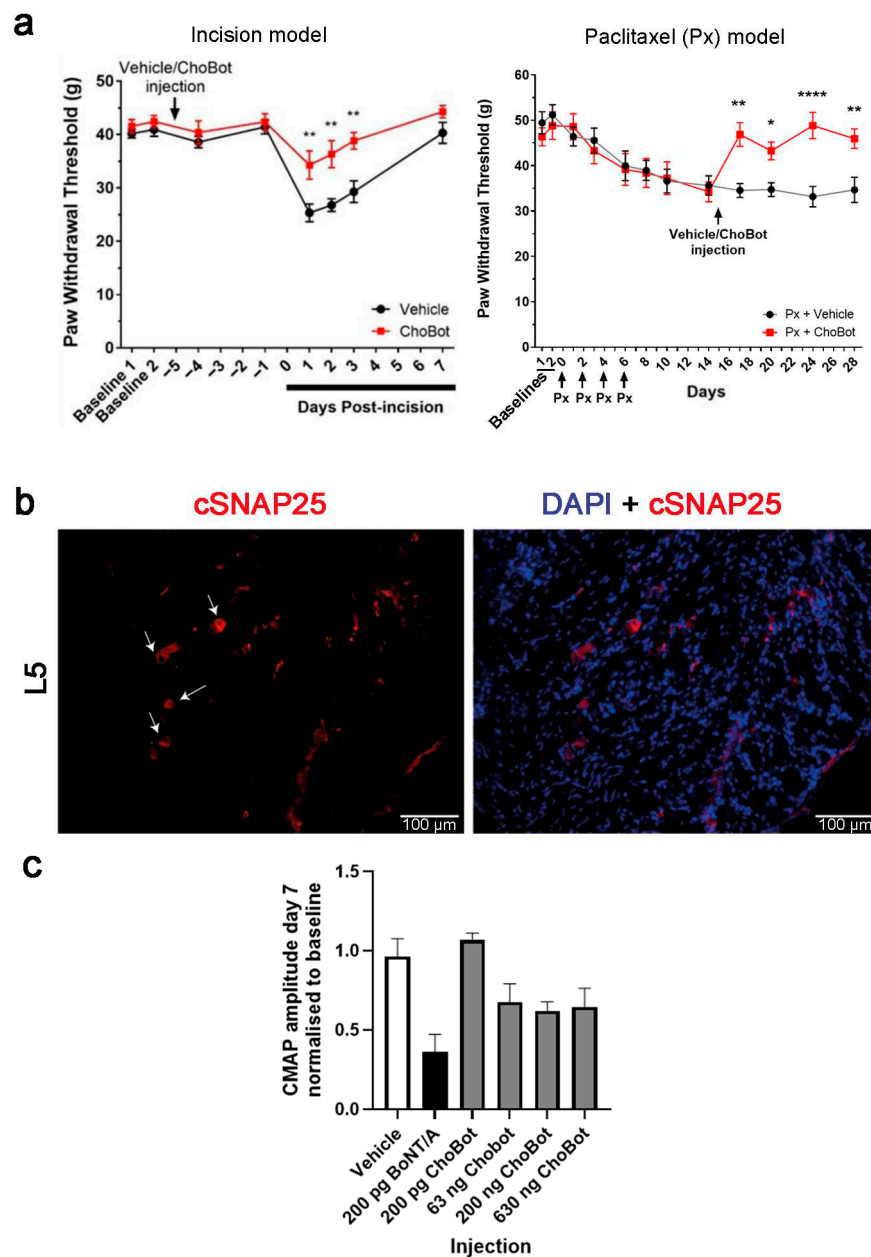 a
Incision model
Paclitaxel (Px) model
Vehicle/ChoBot
injection
Paw Withdrawal Threshold (g)
50
40
30
20
10
0
** ** **
Vehicle
ChoBot
Baseline 1
Baseline 2
–5
–4
–3
–2
–1
0
1
2
3
4
5
6
7
Days Post-incision
Paw Withdrawal Threshold (g)
60
50
40
30
20
10
0
** * **** **
Vehicle/ChoBot
injection
Px + Vehicle
Px + ChoBot
1 2 0 2 4 6 8 10 12 14 16 18 20 22 24 26 28
Baselines
Px Px Px Px
Days
b
cSNAP25
DAPI + cSNAP25
L5
100 µm
100 µm
c
CMAP amplitude day 7
normalised to baseline
1.5
1.0
0.5
0.0
Vehicle
200 pg BoNT/A
200 pg ChoBot
63 ng Chobot
200 ng ChoBot
630 ng ChoBot
Injection